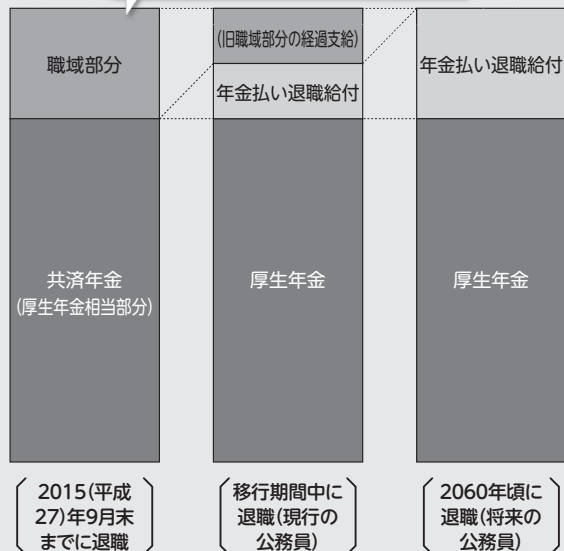 職域部分
共済年金
(厚生年金相当部分)
2015(平成
27)年9月末
までに退職
(旧職域部分の経過支給)
年金払い退職給付
厚生年金
移行期間中に
退職(現行の
公務員)
年金払い退職給付
厚生年金
2060年頃に
退職(将来の
公務員)